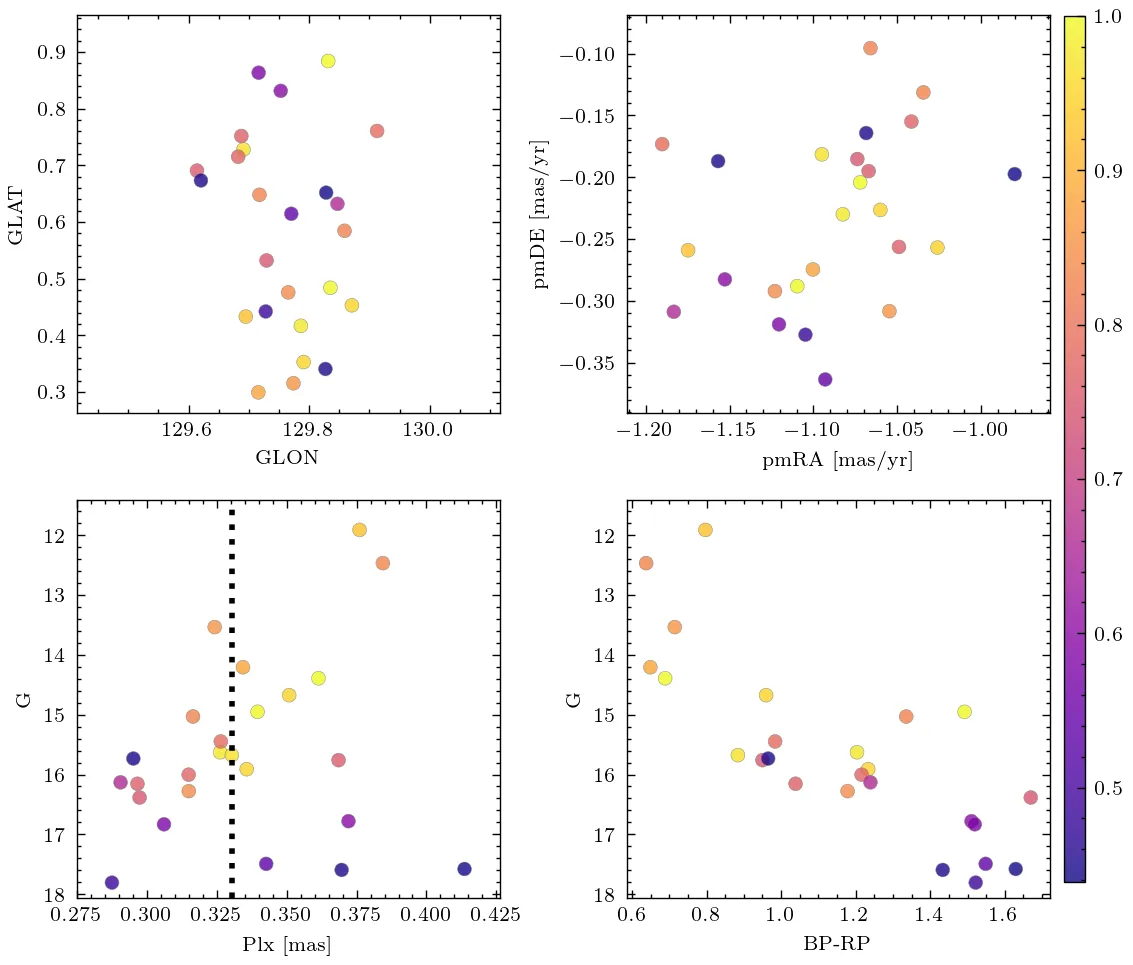 0.9
0.8
0.7
0.6
0.5
0.4
0.3
GLAT
129.6 129.8 130.0
GLON
−0.10
−0.15
−0.20
−0.25
−0.30
−0.35
pmDE [mas/yr]
−1.20 −1.15 −1.10 −1.05 −1.00
pmRA [mas/yr]
1.0
0.9
0.8
0.7
0.6
0.5
12
13
14
15
16
17
18
G
0.275 0.300 0.325 0.350 0.375 0.400 0.425
Plx [mas]
12
13
14
15
16
17
18
G
0.6 0.8 1.0 1.2 1.4 1.6
BP-RP